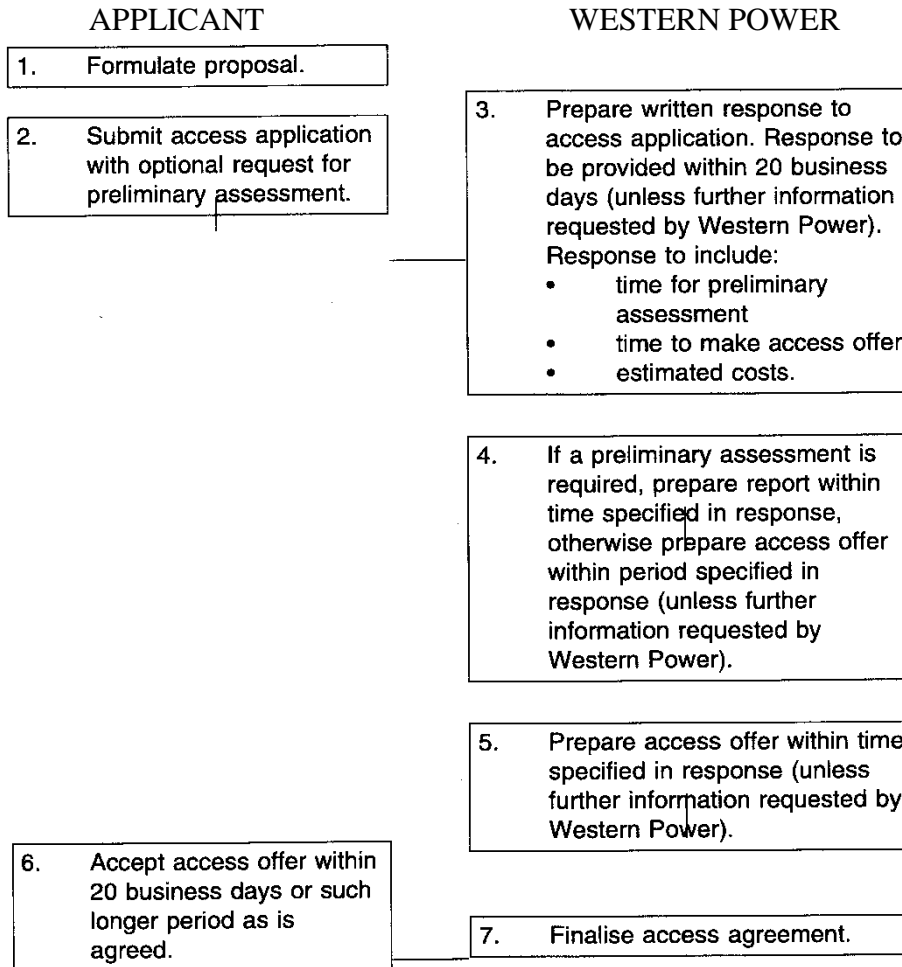 APPLICANT
WESTERN POWER
1. Formulate proposal.
2. Submit access application
with optional request for
preliminary assessment.
3. Prepare written response to
access application. Response to
be provided within 20 business
days (unless further information
requested by Western Power).
Response to include:
• time for preliminary
assessment
• time to make access offer
• estimated costs.
4. If a preliminary assessment is
required, prepare report within
time specified in response,
otherwise prepare access offer
within period specified in
response (unless further
information requested by
Western Power).
5. Prepare access offer within time
specified in response (unless
further information requested by
Western Power).
6. Accept access offer within
20 business days or such
longer period as is
agreed.
7. Finalise access agreement.